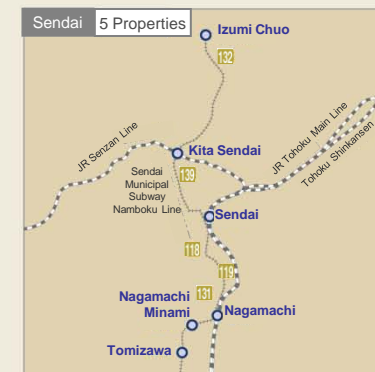 Sendai 5 Properties
Izumi Chuo
132
JR Senzan Line
Kita Sendai
JR Tohoku Main Line
Tohoku Shinkansen
139
Sendai
Municipal
Subway
Namboku Line
Sendai
118
119
131
Nagamachi
Minami
Nagamachi
Tomizawa